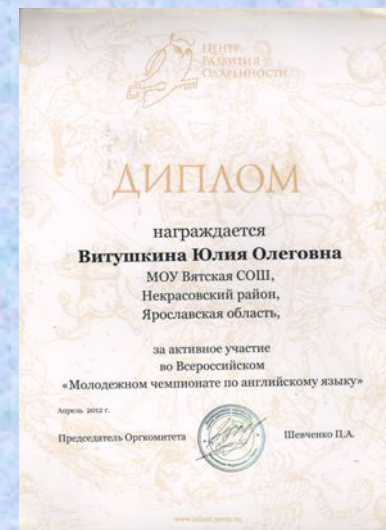 ЦЕНТР
РАЗВИТИЯ
ОДАРЕННОСТИ
ДИПЛОМ
награждается
Витушкина Юлия Олеговна
МОУ Вятская СОШ,
Некрасовский район,
Ярославская область,
за активное участие
во Всероссийском
«Молодежном чемпионате по английскому языку»
Апрель 2012 г.
Председатель Оргкомитета
Шевченко П.А.